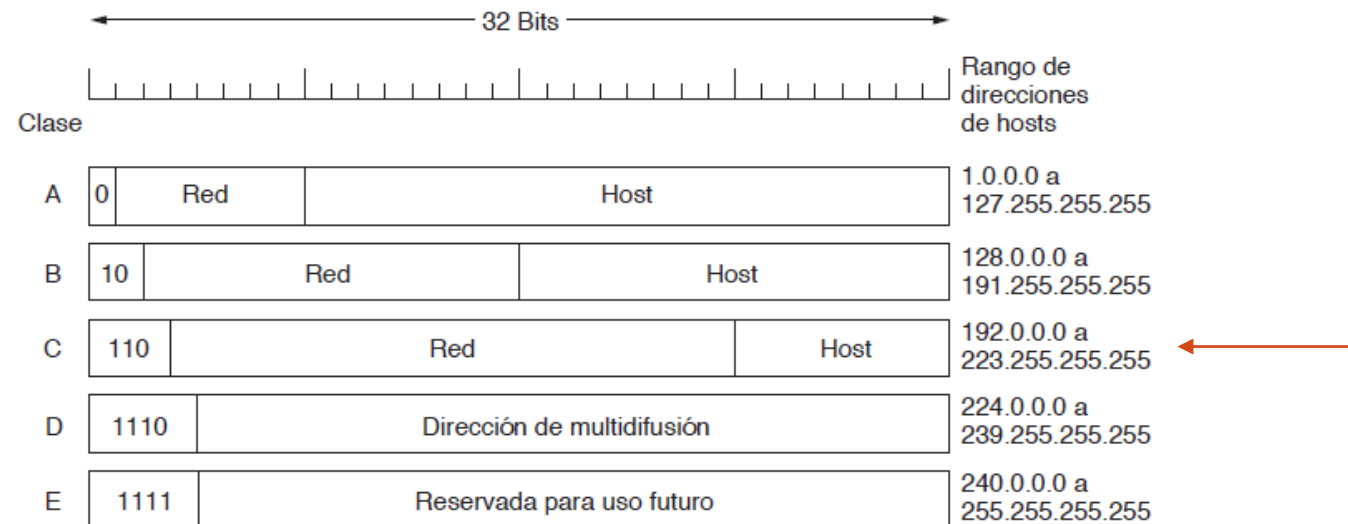 32 Bits
Rango de
direcciones
de hosts
Clase
A 0 Red Host 1.0.0.0 a
127.255.255.255
B 10 Red Host 128.0.0.0 a
191.255.255.255
C 110 Red Host 192.0.0.0 a
223.255.255.255
D 1110 Dirección de multidifusión 224.0.0.0 a
239.255.255.255
E 1111 Reservada para uso futuro 240.0.0.0 a
255.255.255.255